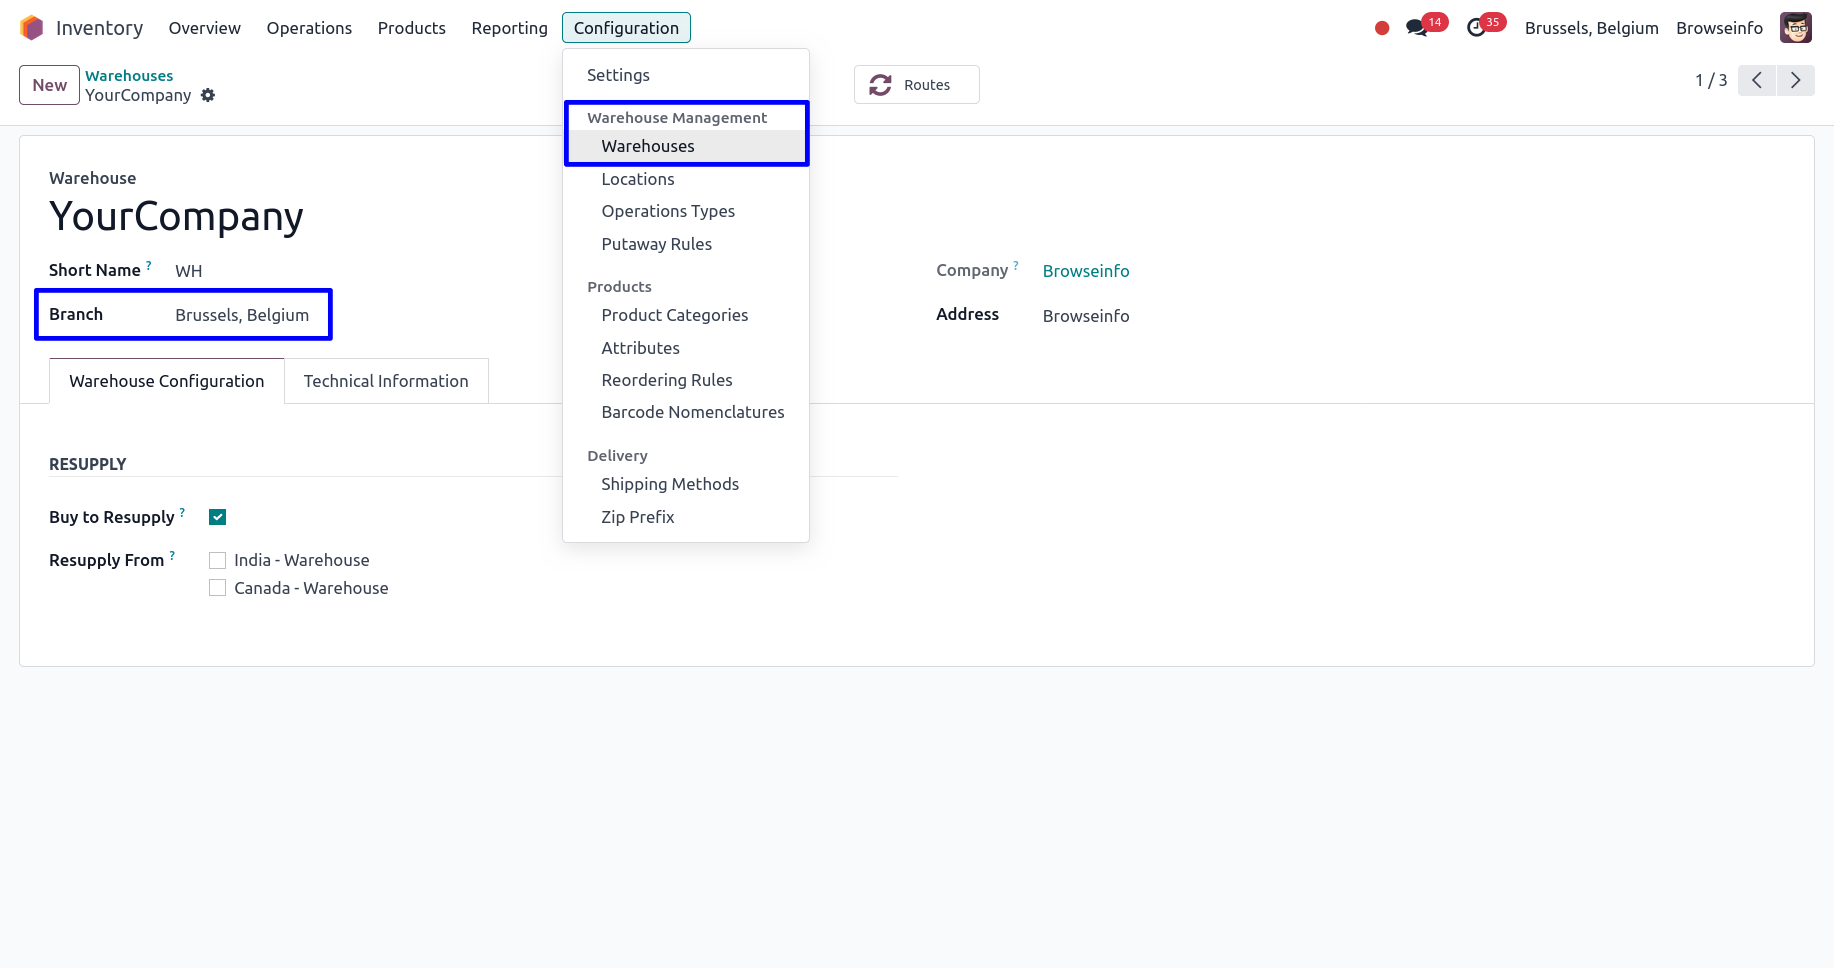 Inventory Overview Operations Products Reporting Configuration 14 35 Brussels, Belgium Browseinfo
New Warehouses
YourCompany
Routes
1 / 3
Settings
Warehouse Management
Warehouses
Locations
Operations Types
Putaway Rules
Products
Product Categories
Attributes
Reordering Rules
Barcode Nomenclatures
Delivery
Shipping Methods
Zip Prefix
Warehouse
YourCompany
Short Name ? WH
Company ? Browseinfo
Branch Brussels, Belgium
Address Browseinfo
Warehouse Configuration Technical Information
RESUPPLY
Buy to Resupply ?
Resupply From ? India - Warehouse
Canada - Warehouse